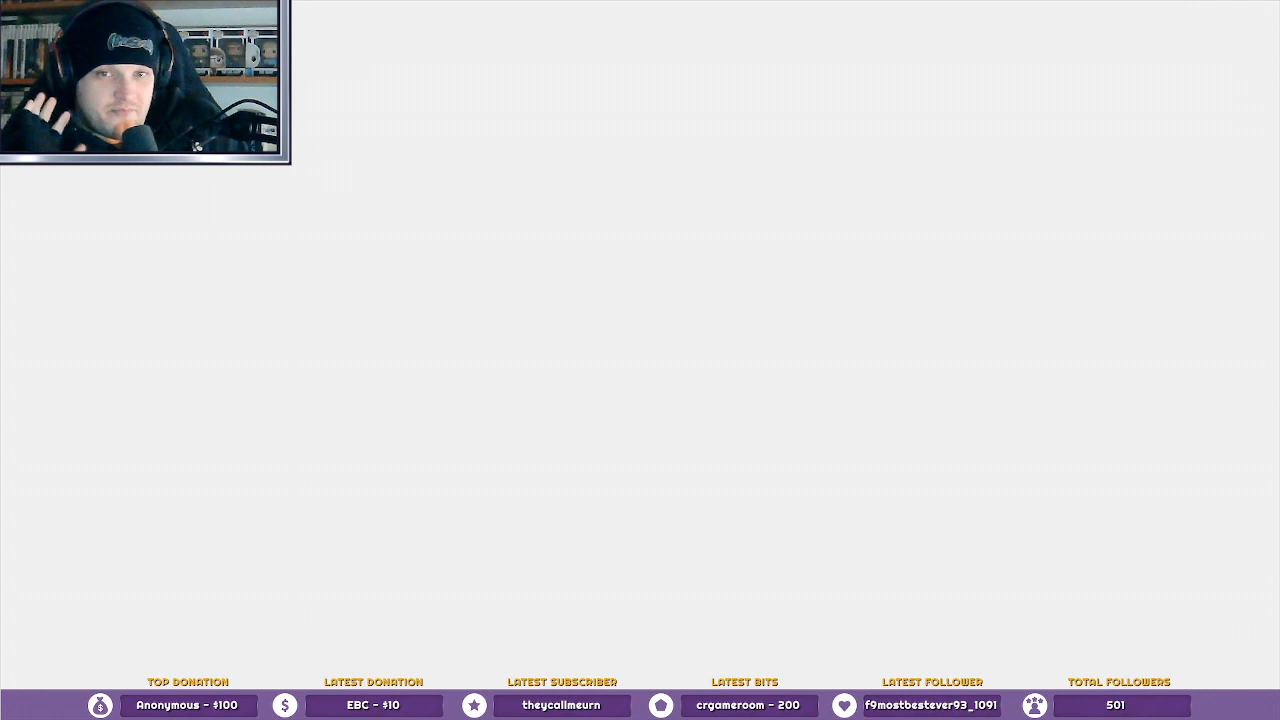 TOP DONATION
LATEST DONATION
LATEST SUBSCRIBER
LATEST BITS
LATEST FOLLOWER
TOTAL FOLLOWERS
Anonymous - $100
EBC - $10
theycallmeurn
crgameroom - 200
f9mostbestever93_1091
501